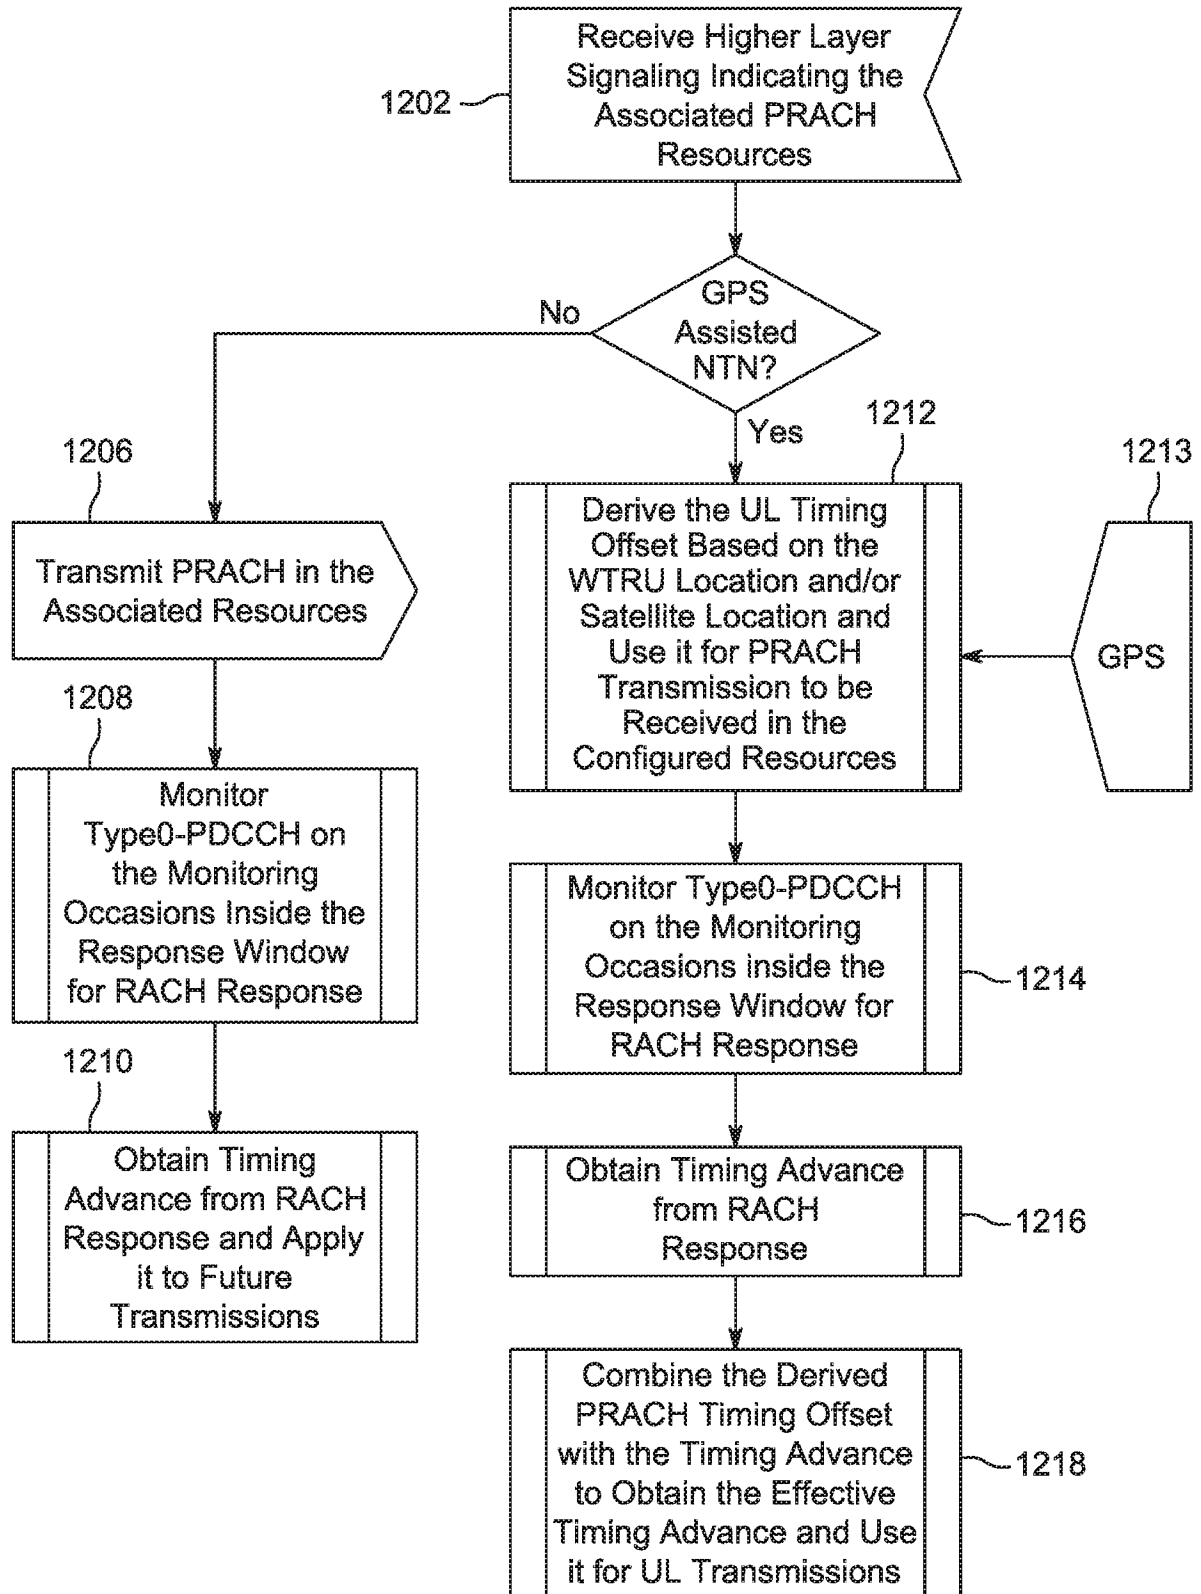 Receive Higher Layer
Signaling Indicating the
Associated PRACH
Resources
1202
GPS
Assisted
NTN?
No
Yes
1206
Transmit PRACH in the
Associated Resources
1208
Monitor
Type0-PDCCH on
the Monitoring
Occasions Inside the
Response Window
for RACH Response
1210
Obtain Timing
Advance from RACH
Response and Apply
it to Future
Transmissions
1212
Derive the UL Timing
Offset Based on the
WTRU Location and/or
Satellite Location and
Use it for PRACH
Transmission to be
Received in the
Configured Resources
1213
GPS
Monitor Type0-PDCCH
on the Monitoring
Occasions inside the
Response Window for
RACH Response
1214
Obtain Timing Advance
from RACH
Response
1216
Combine the Derived
PRACH Timing Offset
with the Timing Advance
to Obtain the Effective
Timing Advance and Use
it for UL Transmissions
1218